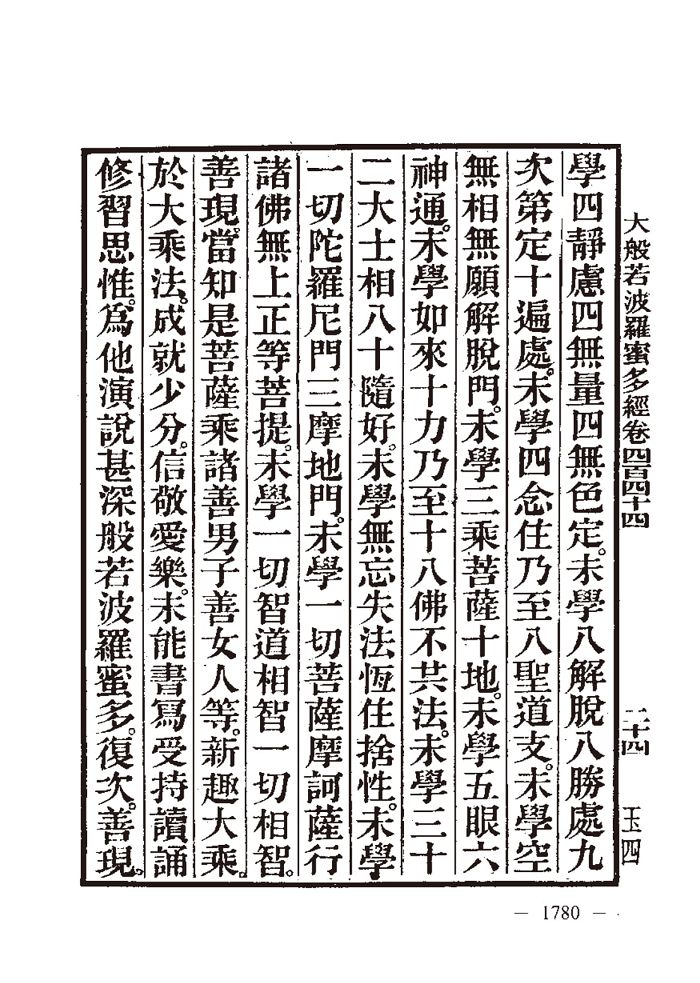 大般若波羅蜜多經卷四百四十四 二十四 玉四
學四靜慮四無量四無色定。未學八解脫八勝處九
次第定十遍處。未學四念住乃至八聖道支。未學空
無相無願解脫門。未學三乘菩薩十地。未學五眼六
神通。未學如來十力乃至十八佛不共法。未學三十
二大士相八十隨好。未學無忘失法恆住捨性。未學
一切陀羅尼門三摩地門。未學一切菩薩摩訶薩行
諸佛無上正等菩提。未學一切智道相智一切相智。
善現。當知是菩薩乘諸善男子善女人等。新趣大乘。
於大乘法。成就少分。信敬愛樂。未能書寫受持讀誦
修習思惟。為他演說甚深般若波羅蜜多。復次。善現。
— 1780 —